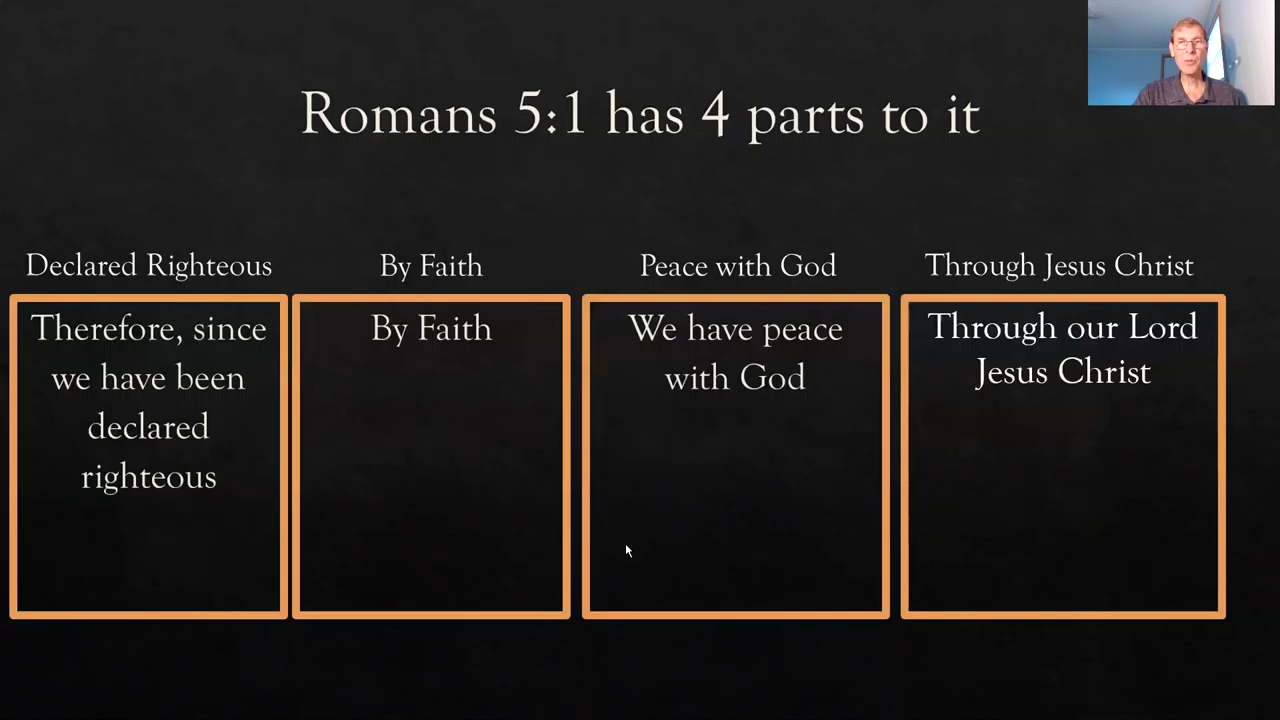 Romans 5:1 has 4 parts to it
Declared Righteous
By Faith
Peace with God
Through Jesus Christ
Therefore, since
we have been
declared
righteous
By Faith
We have peace
with God
Through our Lord
Jesus Christ